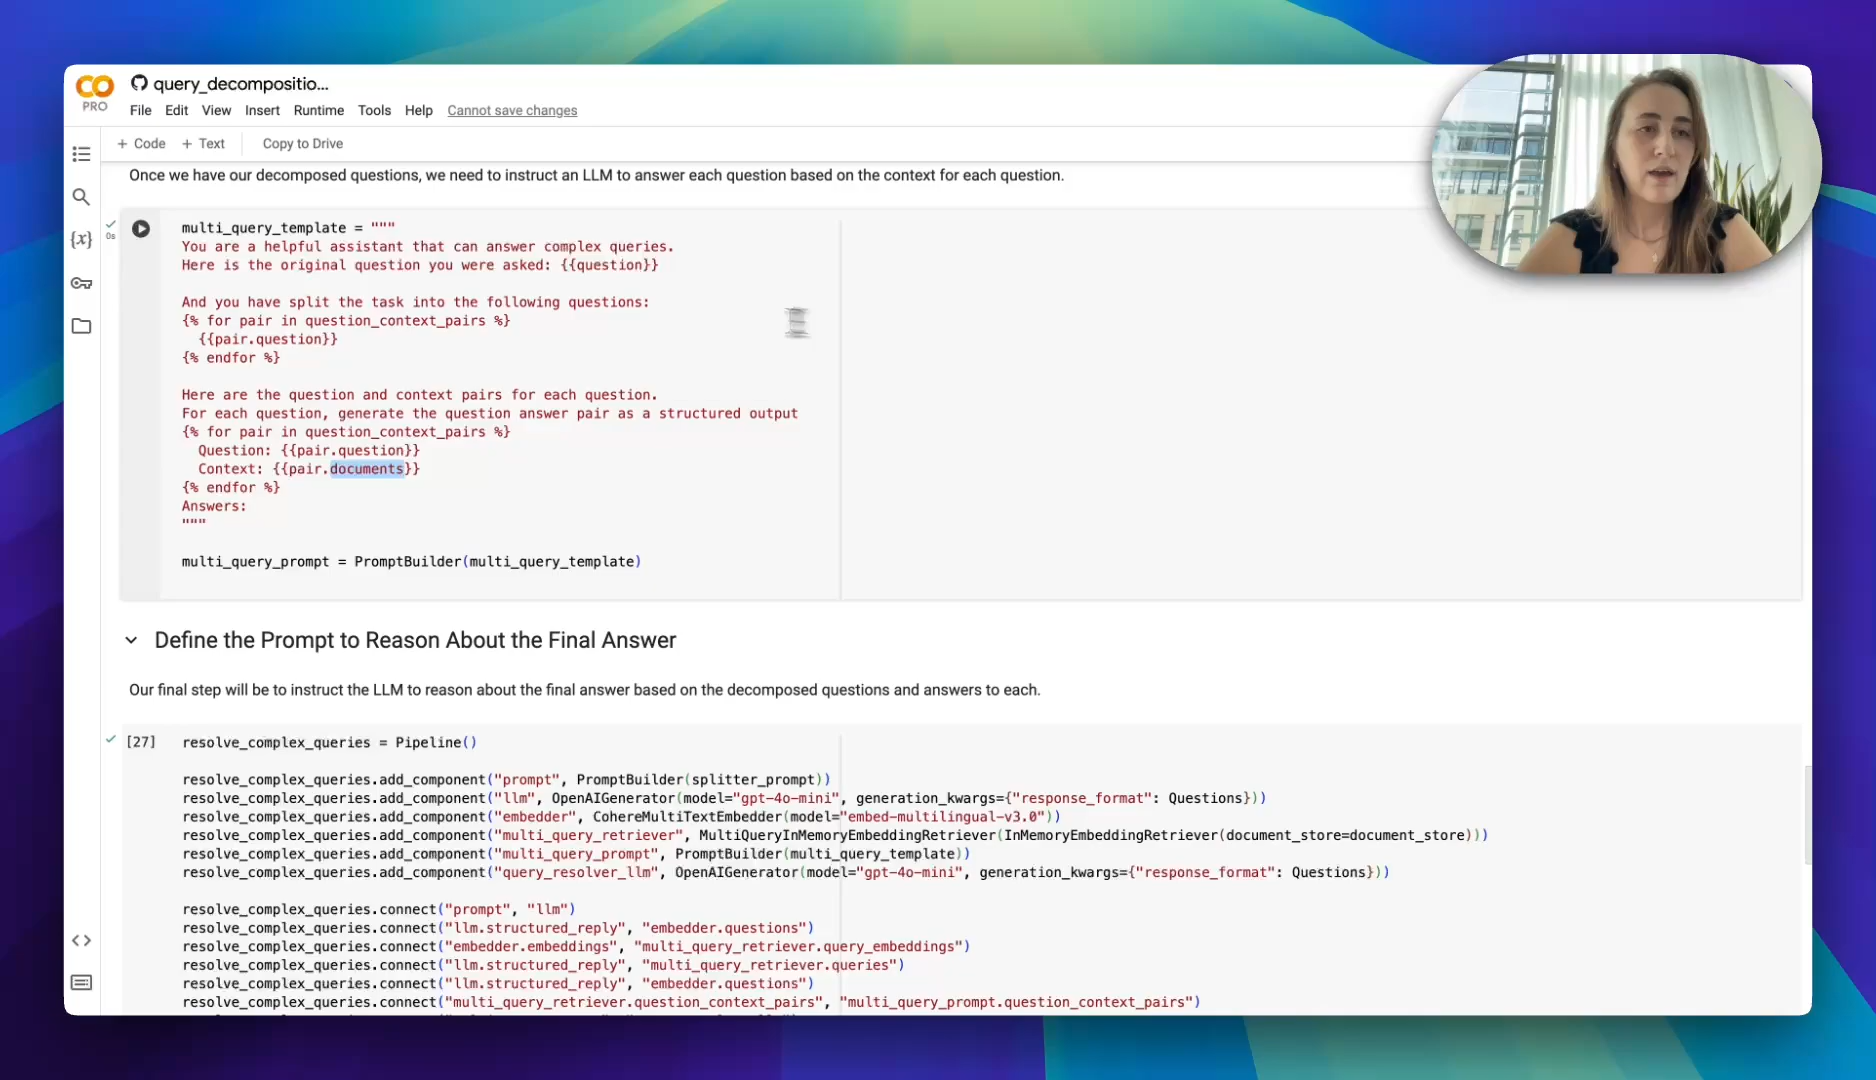 CO
PRO
query_decompositio...
File Edit View Insert Runtime Tools Help Cannot save changes
+ Code + Text Copy to Drive
Once we have our decomposed questions, we need to instruct an LLM to answer each question based on the context for each question.
0s
{x}
multi_query_template = """
You are a helpful assistant that can answer complex queries.
Here is the original question you were asked: {{question}}
And you have split the task into the following questions:
{% for pair in question_context_pairs %}
{{pair.question}}
{% endfor %}
Here are the question and context pairs for each question.
For each question, generate the question answer pair as a structured output
{% for pair in question_context_pairs %}
Question: {{pair.question}}
Context: {{pair.documents}}
{% endfor %}
Answers:
"""
multi_query_prompt = PromptBuilder(multi_query_template)
Define the Prompt to Reason About the Final Answer
Our final step will be to instruct the LLM to reason about the final answer based on the decomposed questions and answers to each.
[27] resolve_complex_queries = Pipeline()
resolve_complex_queries.add_component("prompt", PromptBuilder(splitter_prompt))
resolve_complex_queries.add_component("llm", OpenAIGenerator(model="gpt-4o-mini", generation_kwargs={"response_format": Questions}))
resolve_complex_queries.add_component("embedder", CohereMultiTextEmbedder(model="embed-multilingual-v3.0"))
resolve_complex_queries.add_component("multi_query_retriever", MultiQueryInMemoryEmbeddingRetriever(InMemoryEmbeddingRetriever(document_store=document_store)))
resolve_complex_queries.add_component("multi_query_prompt", PromptBuilder(multi_query_template))
resolve_complex_queries.add_component("query_resolver_llm", OpenAIGenerator(model="gpt-4o-mini", generation_kwargs={"response_format": Questions}))
resolve_complex_queries.connect("prompt", "llm")
resolve_complex_queries.connect("llm.structured_reply", "embedder.questions")
resolve_complex_queries.connect("embedder.embeddings", "multi_query_retriever.query_embeddings")
resolve_complex_queries.connect("llm.structured_reply", "multi_query_retriever.queries")
resolve_complex_queries.connect("llm.structured_reply", "embedder.questions")
resolve_complex_queries.connect("multi_query_retriever.question_context_pairs", "multi_query_prompt.question_context_pairs")